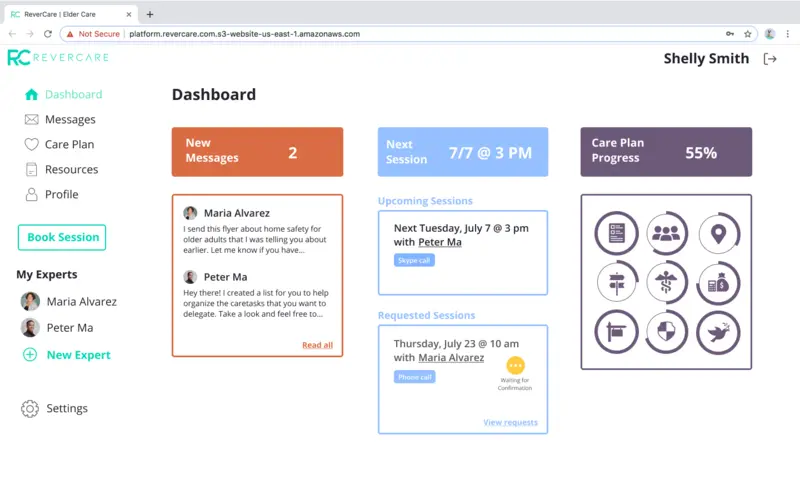 ReverCare | Elder Care
Not Secure | platform.revercare.com.s3-website-us-east-1.amazonaws.com
RC REVERCARE
Shelly Smith
Dashboard
Messages
Care Plan
Resources
Profile
Book Session
My Experts
Maria Alvarez
Peter Ma
New Expert
Settings
Dashboard
New
Messages
2
Maria Alvarez
I send this flyer about home safety for
older adults that I was telling you about
earlier. Let me know if you have...
Peter Ma
Hey there! I created a list for you to help
organize the caretasks that you want to
delegate. Take a look and feel free to...
Read all
Next
Session
7/7 @ 3 PM
Upcoming Sessions
Next Tuesday, July 7 @ 3 pm
with Peter Ma
Skype call
Requested Sessions
Thursday, July 23 @ 10 am
with Maria Alvarez
Phone call
Waiting for
Confirmation
View requests
Care Plan
Progress
55%